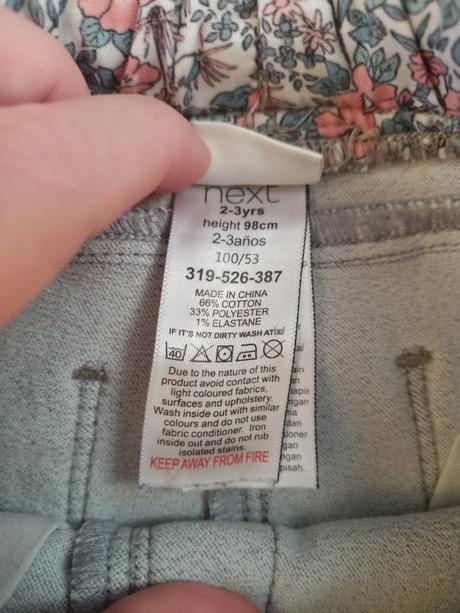 next
2-3yrs
height 98cm
2-3años
100/53
319-526-387
MADE IN CHINA
66% COTTON
33% POLYESTER
1% ELASTANE
IF IT'S NOT DIRTY WASH AT
40
Due to the nature of this
product avoid contact with
light coloured fabrics,
surfaces and upholstery.
Wash inside out with similar
colours and do not use
fabric conditioner. Iron
inside out and do not rub
isolated stains.
KEEP AWAY FROM FIRE